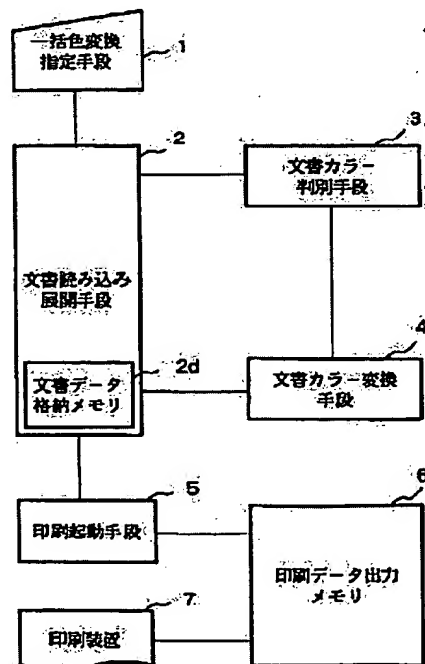 一括色変換
指定手段
1
2
3
文書カラー
判別手段
文書読み込み
展開手段
4
文書データ
格納メモリ
2d
文書カラー変換
手段
5
6
印刷起動手段
印刷データ出力
メモリ
7
印刷装置